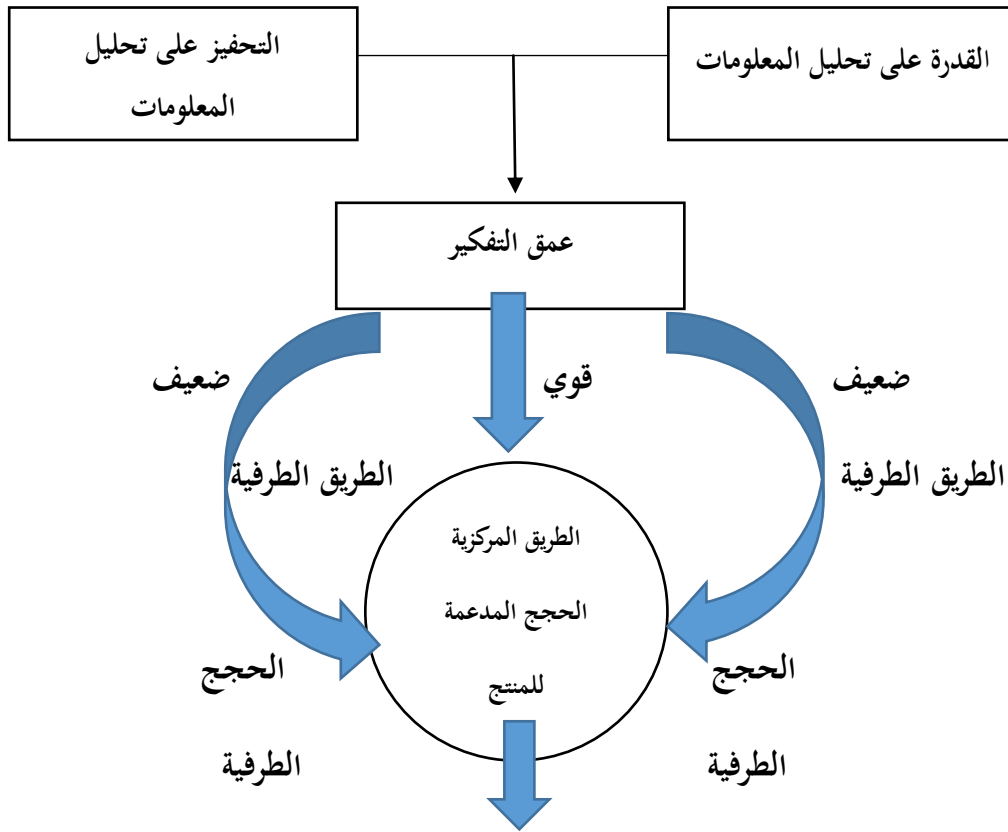 القدرة على تحليل المعلومات
التحفيز على تحليل
المعلومات
عمق التفكير
ضعيف
قوي
ضعيف
الطريق الطرفية
الطريق الطرفية
الطريق المركزية
الحجج المدعمة
للمنتج
الحجج
الطرفية
الحجج
الطرفية